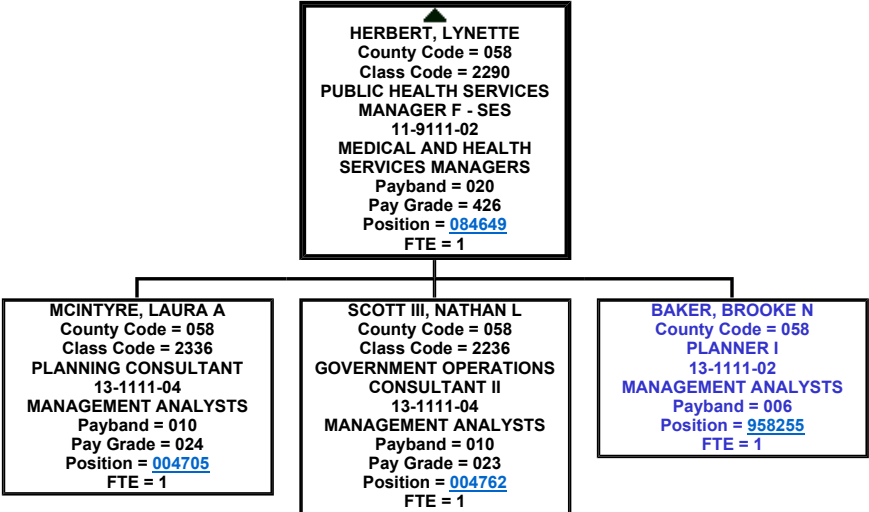 HERBERT, LYNETTE
County Code = 058
Class Code = 2290
PUBLIC HEALTH SERVICES
MANAGER F - SES
11-9111-02
MEDICAL AND HEALTH
SERVICES MANAGERS
Payband = 020
Pay Grade = 426
Position = 084649
FTE = 1
MCINTYRE, LAURA A
County Code = 058
Class Code = 2336
PLANNING CONSULTANT
13-1111-04
MANAGEMENT ANALYSTS
Payband = 010
Pay Grade = 024
Position = 004705
FTE = 1
SCOTT III, NATHAN L
County Code = 058
Class Code = 2236
GOVERNMENT OPERATIONS
CONSULTANT II
13-1111-04
MANAGEMENT ANALYSTS
Payband = 010
Pay Grade = 023
Position = 004762
FTE = 1
BAKER, BROOKE N
County Code = 058
PLANNER I
13-1111-02
MANAGEMENT ANALYSTS
Payband = 006
Position = 958255
FTE = 1